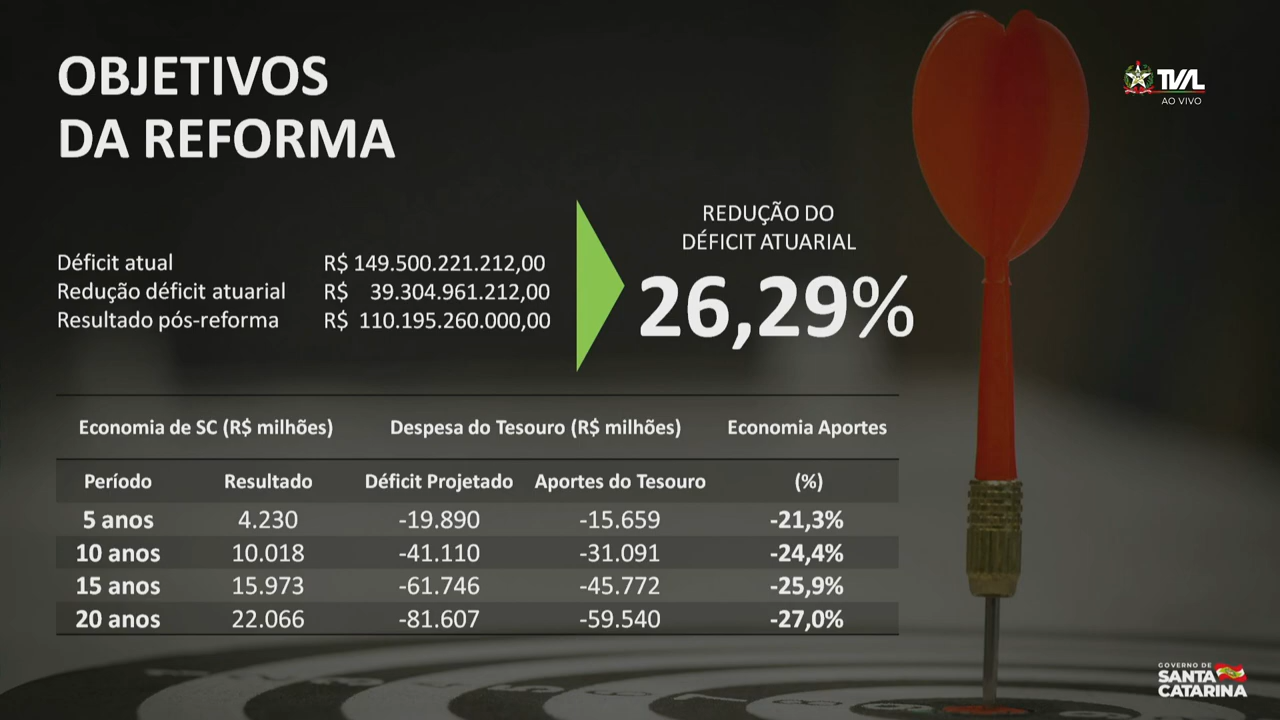 OBJETIVOS
DA REFORMA
TVAL
AO VIVO
Déficit atual R$ 149.500.221.212,00
Redução déficit atuarial R$ 39.304.961.212,00
Resultado pós-reforma R$ 110.195.260.000,00
REDUÇÃO DO
DÉFICIT ATUARIAL
26,29%
Economia de SC (R$ milhões) Despesa do Tesouro (R$ milhões) Economia Aportes
Período Resultado Déficit Projetado Aportes do Tesouro (%)
5 anos 4.230 -19.890 -15.659 -21,3%
10 anos 10.018 -41.110 -31.091 -24,4%
15 anos 15.973 -61.746 -45.772 -25,9%
20 anos 22.066 -81.607 -59.540 -27,0%
GOVERNO DE
SANTA
CATARINA